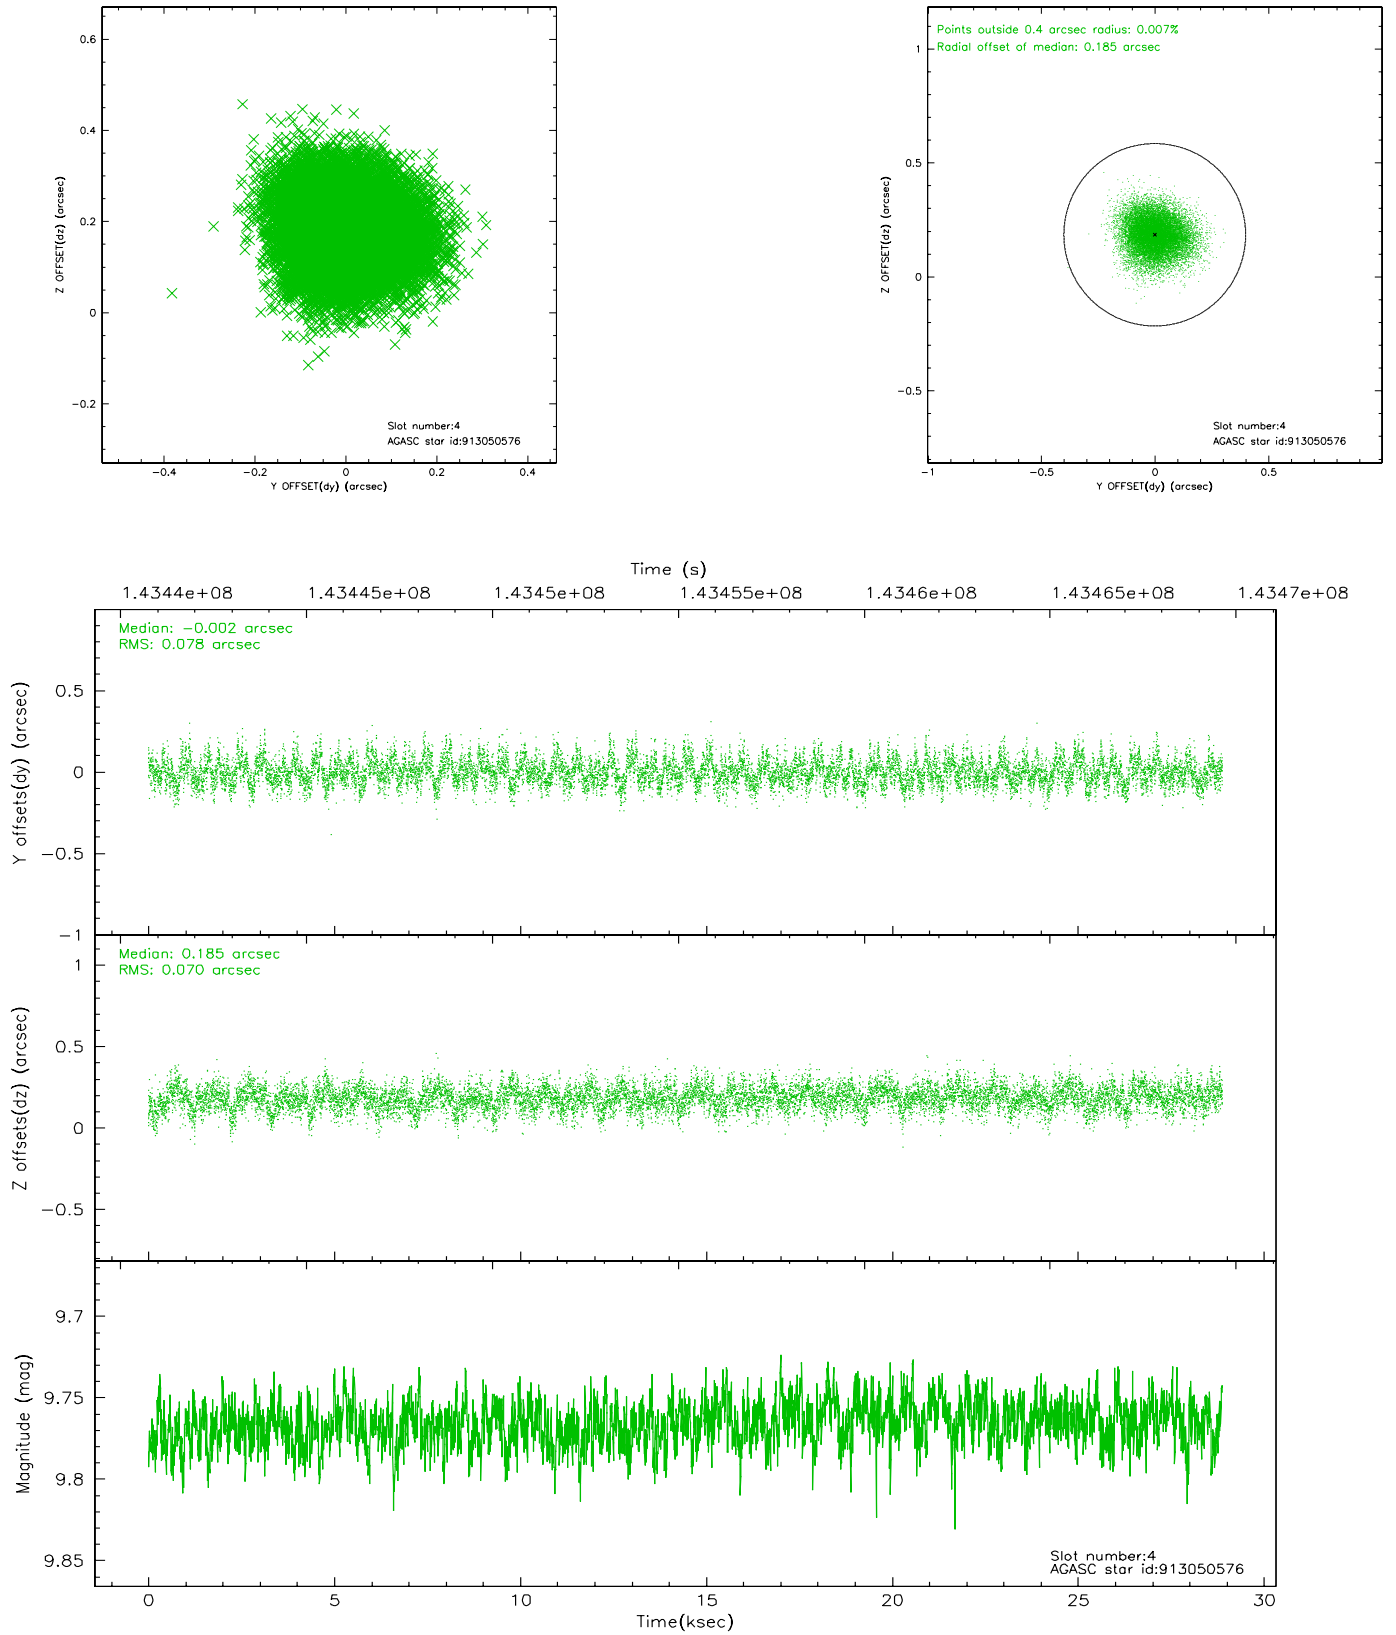 0.6
0.4
0.2
0
−0.2
Z OFFSET(dz) (arcsec)
Slot number:4
AGASC star id:913050576
−0.4
−0.2
0
0.2
0.4
Y OFFSET(dy) (arcsec)
Points outside 0.4 arcsec radius: 0.007%
Radial offset of median: 0.185 arcsec
1
0.5
0
−0.5
Z OFFSET(dz) (arcsec)
Slot number:4
AGASC star id:913050576
−1
−0.5
0
0.5
Y OFFSET(dy) (arcsec)
Time (s)
1.4344e+08
1.43445e+08
1.4345e+08
1.43455e+08
1.4346e+08
1.43465e+08
1.4347e+08
Median: −0.002 arcsec
RMS: 0.078 arcsec
0.5
0
−0.5
−1
Y offsets(dy) (arcsec)
Median: 0.185 arcsec
RMS: 0.070 arcsec
1
0.5
0
−0.5
Z offsets(dz) (arcsec)
9.7
9.75
9.8
9.85
Magnitude (mag)
Slot number:4
AGASC star id:913050576
0
5
10
15
20
25
30
Time(ksec)